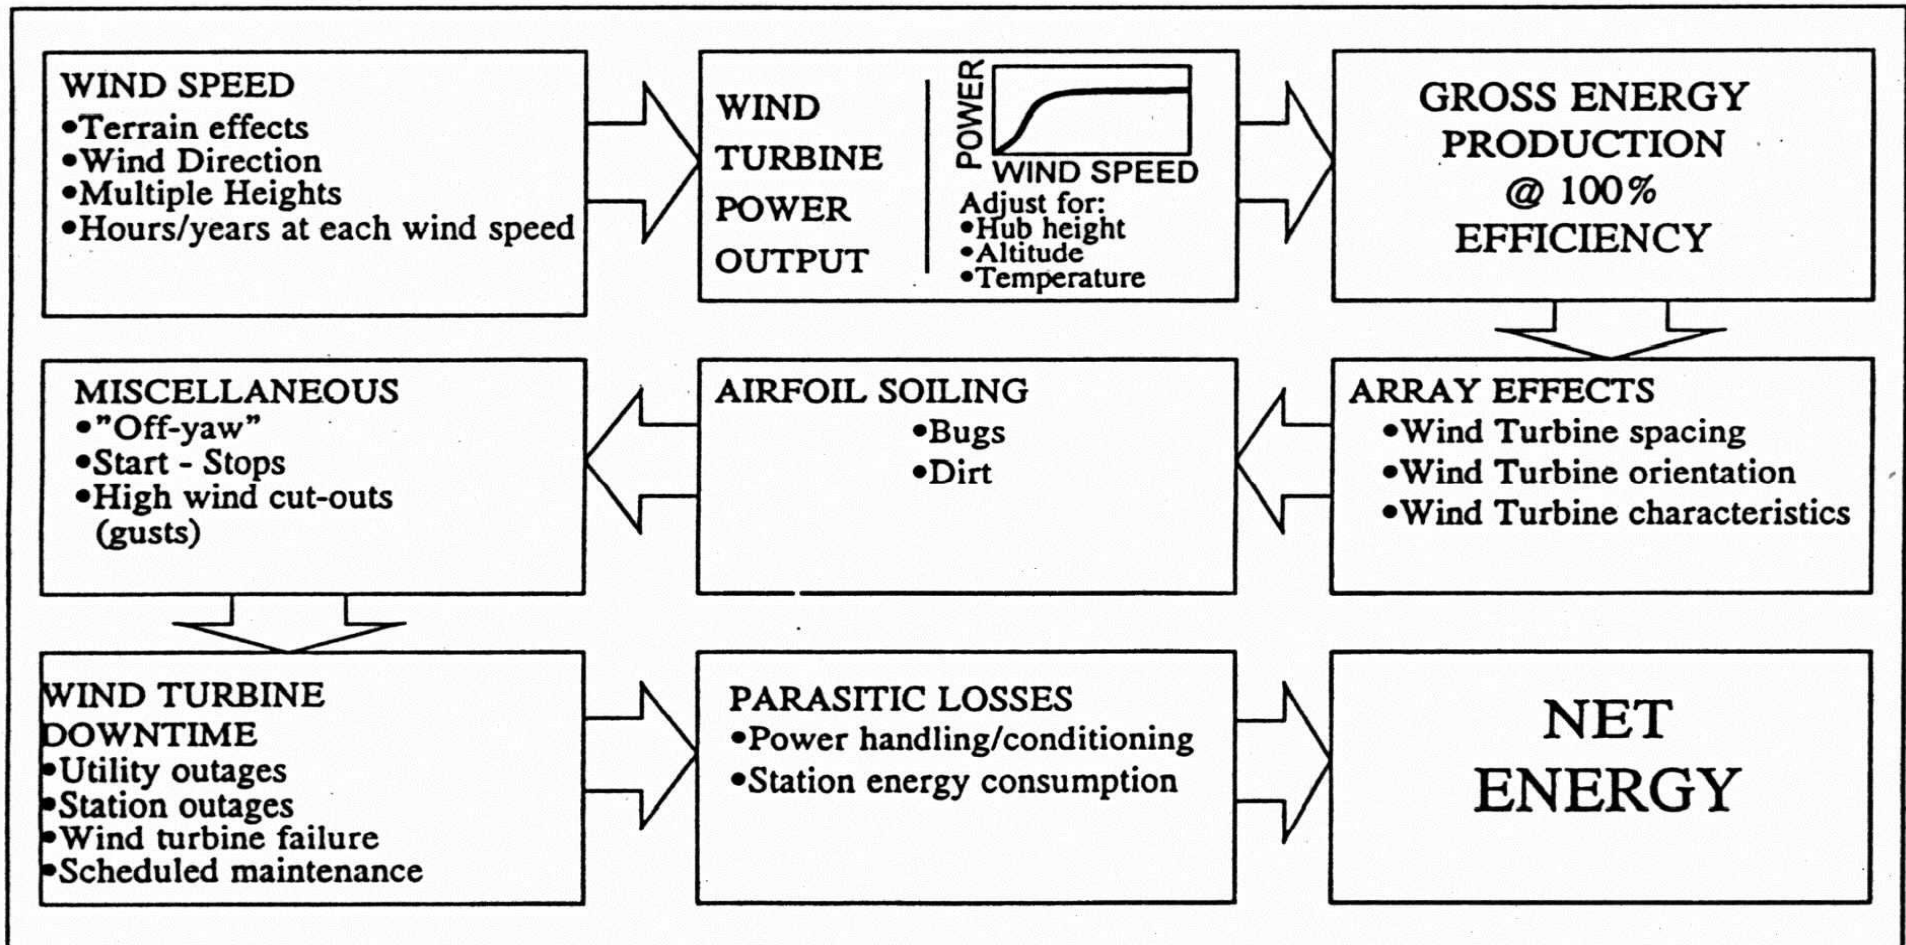 WIND SPEED
•Terrain effects
•Wind Direction
•Multiple Heights
•Hours/years at each wind speed
WIND
TURBINE
POWER
OUTPUT
POWER
WIND SPEED
Adjust for:
•Hub height
•Altitude
•Temperature
GROSS ENERGY
PRODUCTION
@ 100%
EFFICIENCY
ARRAY EFFECTS
•Wind Turbine spacing
•Wind Turbine orientation
•Wind Turbine characteristics
AIRFOIL SOILING
•Bugs
•Dirt
MISCELLANEOUS
•"Off-yaw"
•Start - Stops
•High wind cut-outs
(gusts)
WIND TURBINE
DOWNTIME
•Utility outages
•Station outages
•Wind turbine failure
•Scheduled maintenance
PARASITIC LOSSES
•Power handling/conditioning
•Station energy consumption
NET
ENERGY